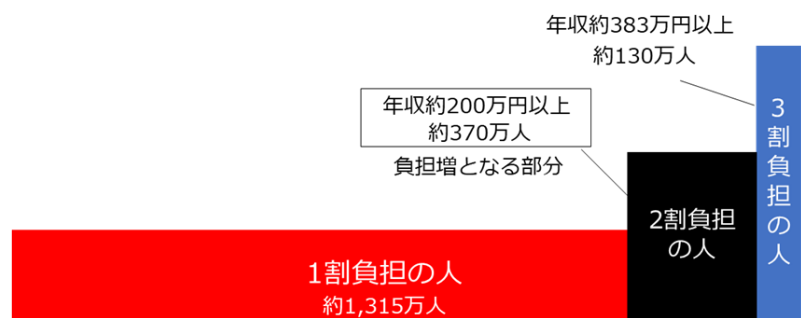 年収約383万円以上
約130万人
年収約200万円以上
約370万人
負担増となる部分
3割負担の人
2割負担
の人
1割負担の人
約1,315万人